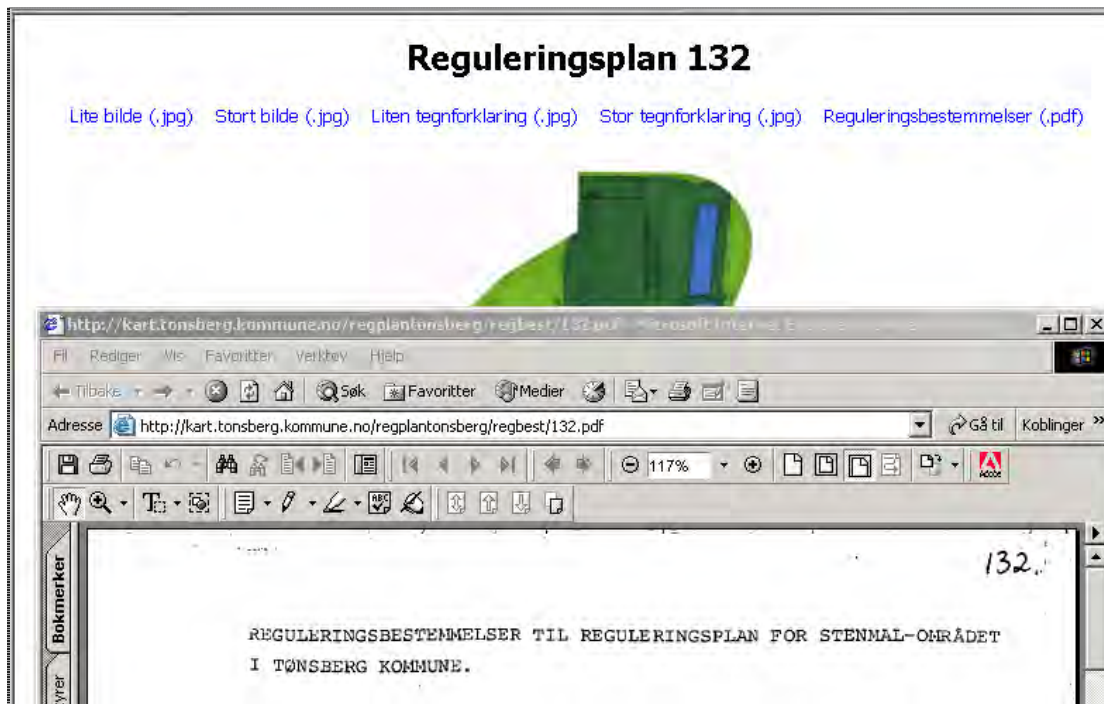 Reguleringsplan 132
Lite bilde (.jpg) Stort bilde (.jpg) Liten tegnforklaring (.jpg) Stor tegnforklaring (.jpg) Reguleringsbestemmelser (.pdf)
http://kart.tonsberg.kommune.no/regplantonsberg/regbest/132.pdf
Fil Rediger Vis Favoritter Verktøy Hjelp
Tilbake Søk Favoritter Medier
Adresse http://kart.tonsberg.kommune.no/regplantonsberg/regbest/132.pdf Gå til Koblinger »
117% Adobe
ABC
Bokmerker
132.
REGULERINGSBESTEMMELSER TIL REGULERINGSPLAN FOR STENMAL-OMRÅDET
I TØNSBERG KOMMUNE.